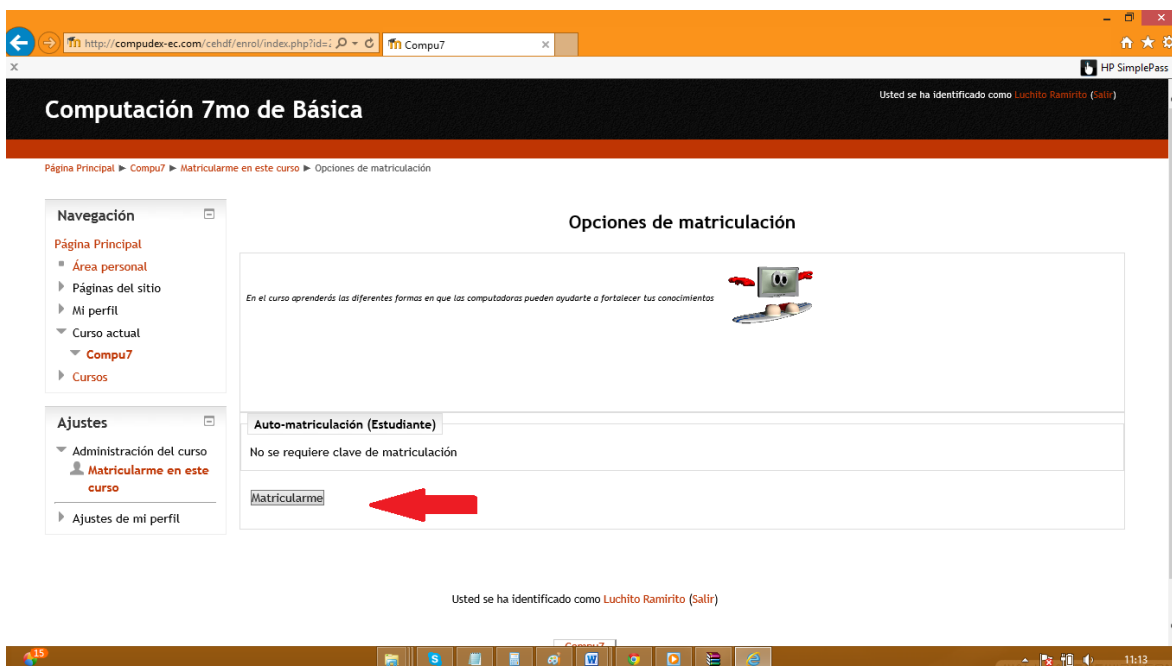 http://compudex-ec.com/cehdf/enrol/index.php?id=
Compu7
HP SimplePass
Computación 7mo de Básica
Usted se ha identificado como Luchito Ramirito (Salir)
Página Principal ► Compu7 ► Matricularme en este curso ► Opciones de matriculación
Navegación
Página Principal
Área personal
Páginas del sitio
Mi perfil
Curso actual
Compu7
Cursos
Ajustes
Administración del curso
Matricularme en este
curso
Ajustes de mi perfil
Opciones de matriculación
En el curso aprenderás las diferentes formas en que las computadoras pueden ayudarte a fortalecer tus conocimientos
Auto-matriculación (Estudiante)
No se requiere clave de matriculación
Matricularme
Usted se ha identificado como Luchito Ramirito (Salir)
Compu7
15
11:13